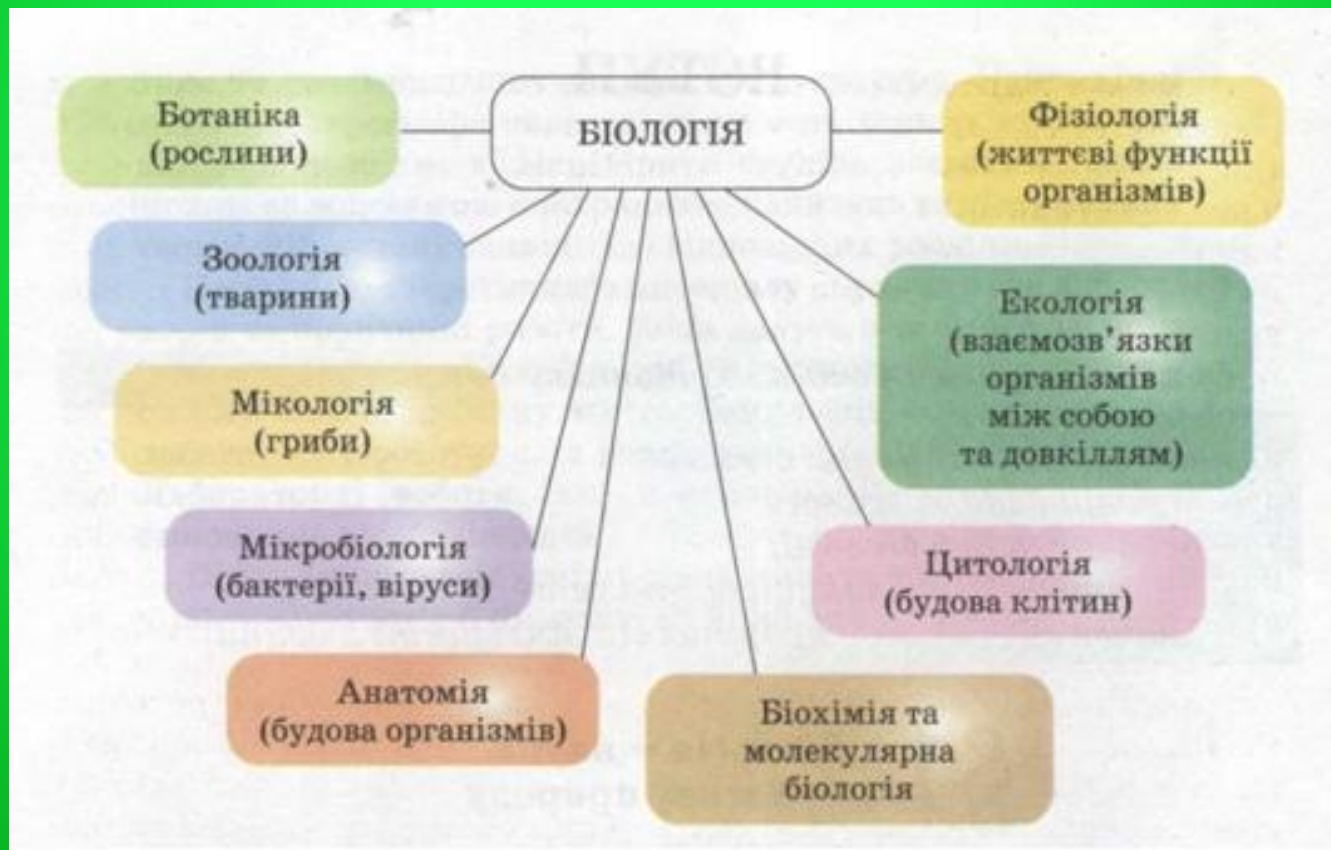 БІОЛОГІЯ
Ботаніка
(рослини)
Зоологія
(тварини)
Мікологія
(гриби)
Мікробіологія
(бактерії, віруси)
Анатомія
(будова організмів)
Біохімія та
молекулярна
біологія
Цитологія
(будова клітин)
Екологія
(взаємозв’язки
організмів
між собою
та довкіллям)
Фізіологія
(життєві функції
організмів)